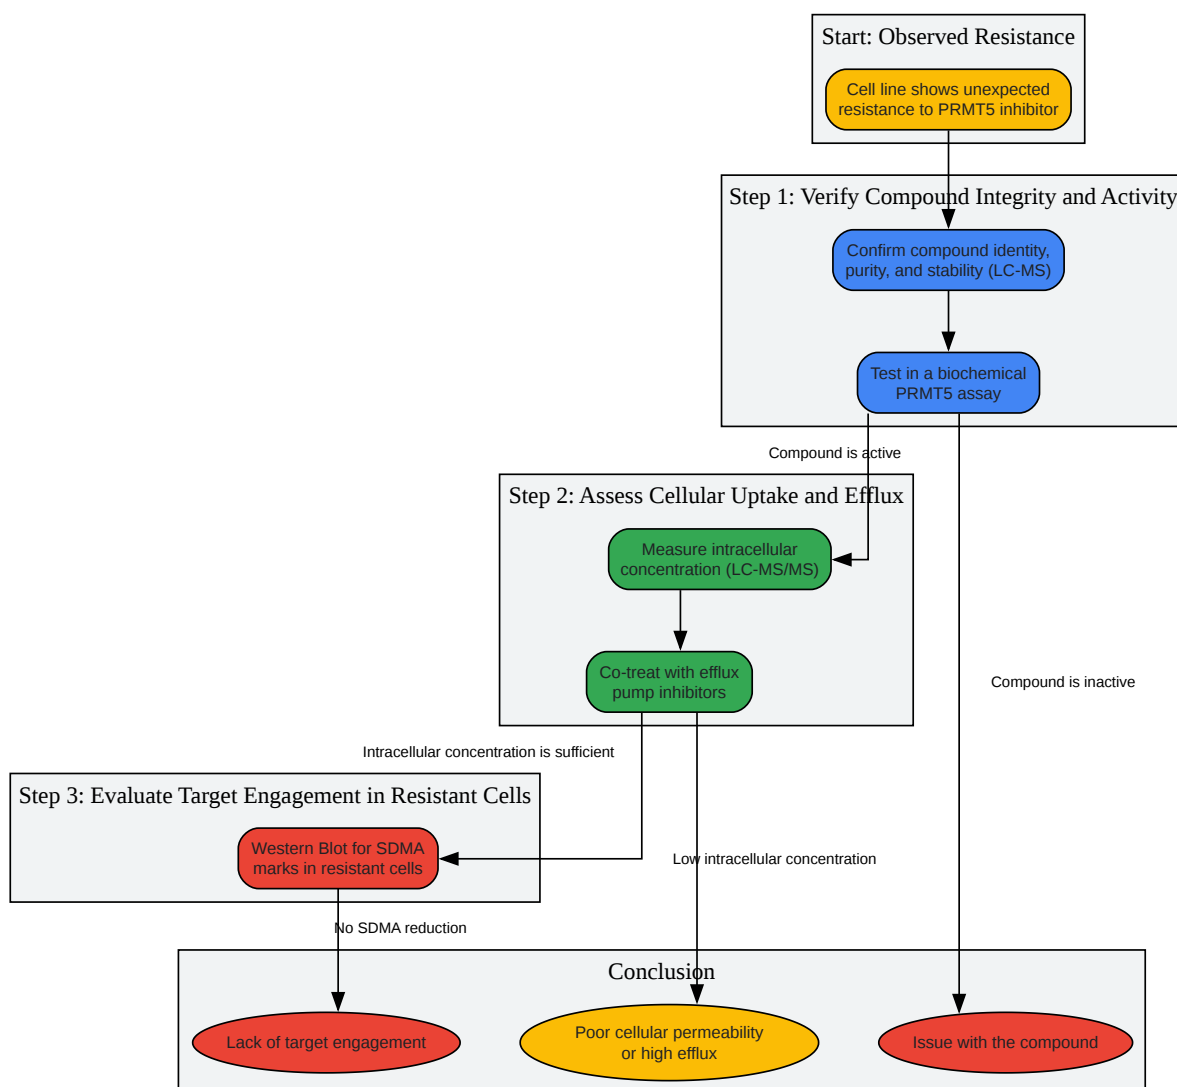 Start: Observed Resistance
Cell line shows unexpected
resistance to PRMT5 inhibitor
Step 1: Verify Compound Integrity and Activity
Confirm compound identity,
purity, and stability (LC-MS)
Test in a biochemical
PRMT5 assay
Compound is active
Step 2: Assess Cellular Uptake and Efflux
Measure intracellular
concentration (LC-MS/MS)
Co-treat with efflux
pump inhibitors
Compound is inactive
Intracellular concentration is sufficient
Step 3: Evaluate Target Engagement in Resistant Cells
Western Blot for SDMA
marks in resistant cells
Low intracellular concentration
No SDMA reduction
Conclusion
Lack of target engagement
Poor cellular permeability
or high efflux
Issue with the compound